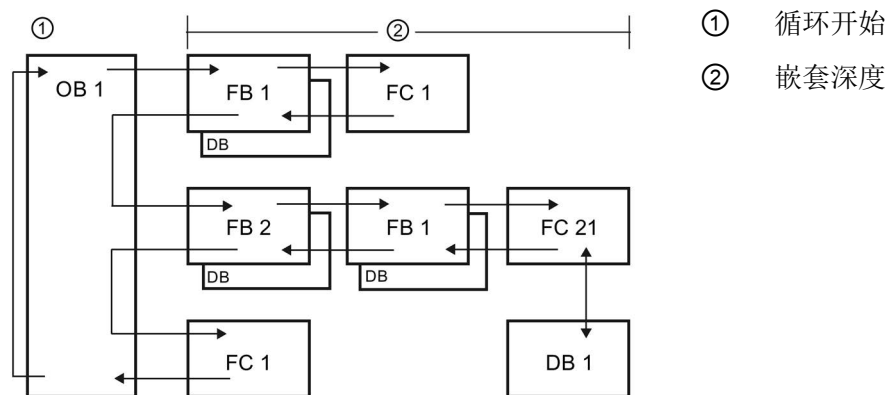 ① ②
① 循环开始
② 嵌套深度
OB 1 FB 1 FC 1
DB
FB 2 FB 1 FC 21
DB DB
FC 1 DB 1